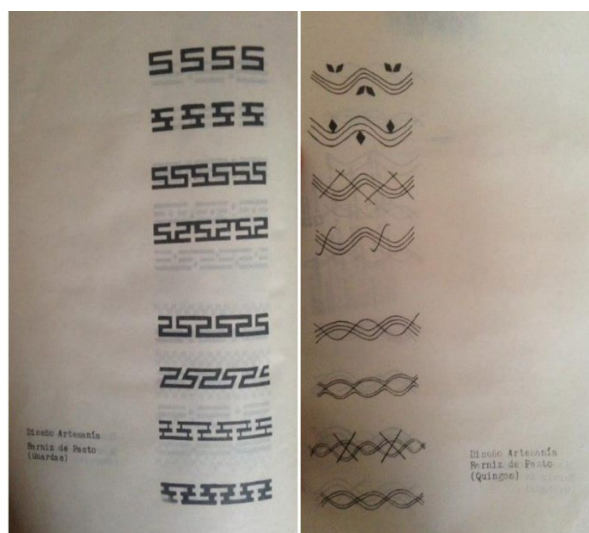 Diseño Artesanía
Barniz de Pasto
(Guardas)
Diseño Artesanía
Barniz de Pasto
(Quingos)